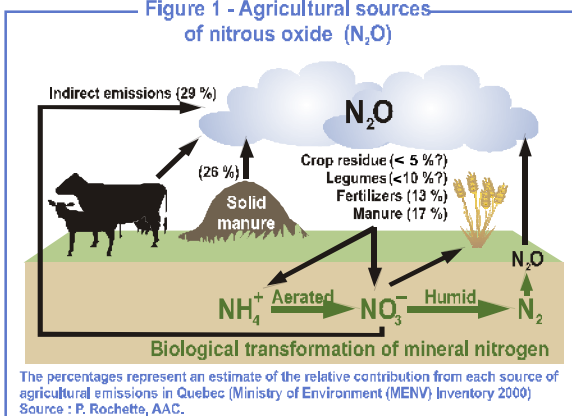 Figure 1 - Agricultural sources
of nitrous oxide (N₂O)
Indirect emissions (29 %)
N₂O
(26 %)
Solid
manure
Crop residue (< 5 %?)
Legumes (<10 %?)
Fertilizers (13 %)
Manure (17 %)
N₂O
NH₄⁺ Aerated NO₃⁻ Humid N₂
Biological transformation of mineral nitrogen
The percentages represent an estimate of the relative contribution from each source of
agricultural emissions in Quebec (Ministry of Environment (MENV) Inventory 2000)
Source : P. Rochette, AAC.